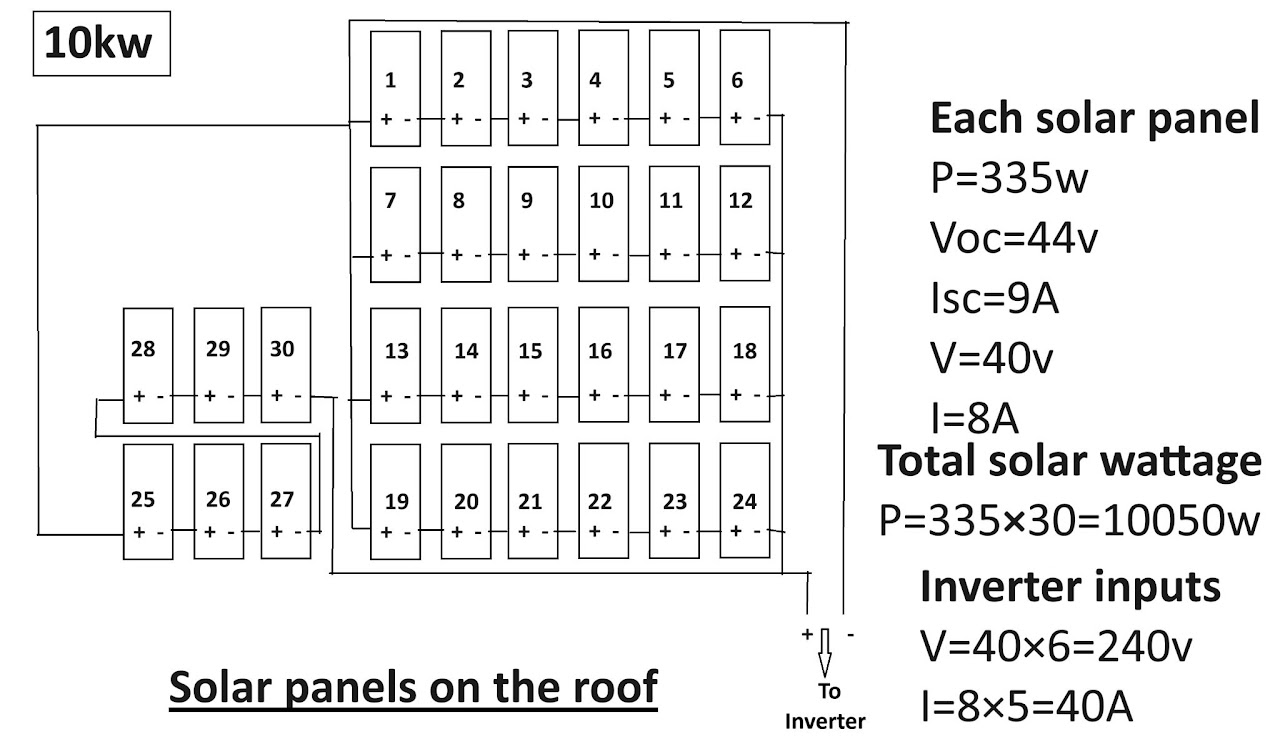 10kw
1 2 3 4 5 6
+ - + - + - + - + - + -
7 8 9 10 11 12
+ - + - + - + - + - + -
28 29 30 13 14 15 16 17 18
+ - + - + - + - + - + - + - + - + -
25 26 27 19 20 21 22 23 24
+ - + - + - + - + - + - + - + - + -
+ -
To
Inverter
Solar panels on the roof
Each solar panel
P=335w
Voc=44v
Isc=9A
V=40v
I=8A
Total solar wattage
P=335×30=10050w
Inverter inputs
V=40×6=240v
I=8×5=40A